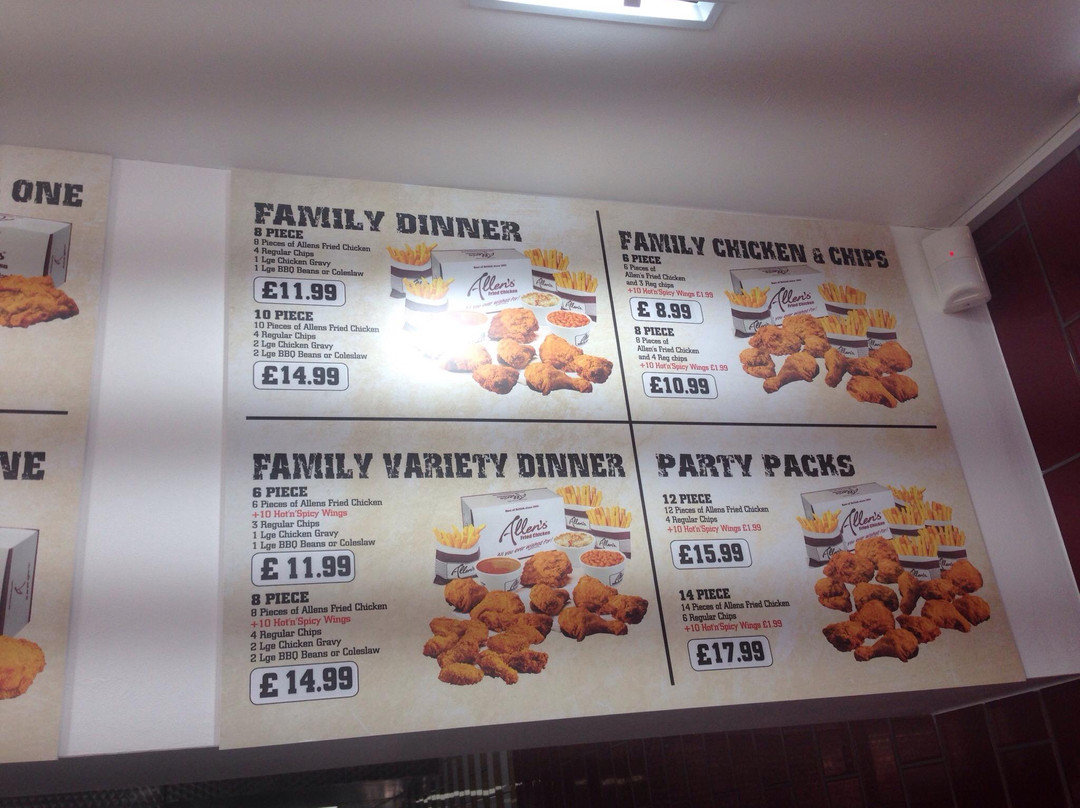 ONE
NE
FAMILY DINNER
8 PIECE
8 Pieces of Allens Fried Chicken
4 Regular Chips
1 Lge Chicken Gravy
1 Lge BBQ Beans or Coleslaw
£11.99
10 PIECE
10 Pieces of Allens Fried Chicken
4 Regular Chips
2 Lge Chicken Gravy
2 Lge BBQ Beans or Coleslaw
£14.99
Allen's
Fried Chicken
FAMILY CHICKEN & CHIPS
6 PIECE
6 Pieces of
Allen's Fried Chicken
and 3 Reg chips
+10 Hot'n'Spicy Wings £1.99
£ 8.99
8 PIECE
8 Pieces of
Allen's Fried Chicken
and 4 Reg chips
+10 Hot'n'Spicy Wings £1.99
£10.99
Allen's
Fried Chicken
FAMILY VARIETY DINNER
6 PIECE
6 Pieces of Allens Fried Chicken
+10 Hot'n'Spicy Wings
3 Regular Chips
1 Lge Chicken Gravy
1 Lge BBQ Beans or Coleslaw
£ 11.99
8 PIECE
8 Pieces of Allens Fried Chicken
+10 Hot'n'Spicy Wings
4 Regular Chips
2 Lge Chicken Gravy
2 Lge BBQ Beans or Coleslaw
£ 14.99
Allen's
Fried Chicken
PARTY PACKS
12 PIECE
12 Pieces of Allens Fried Chicken
4 Regular Chips
+10 Hot'n'Spicy Wings £1.99
£15.99
14 PIECE
14 Pieces of Allens Fried Chicken
6 Regular Chips
+10 Hot'n'Spicy Wings £1.99
£17.99
Allen's
Fried Chicken